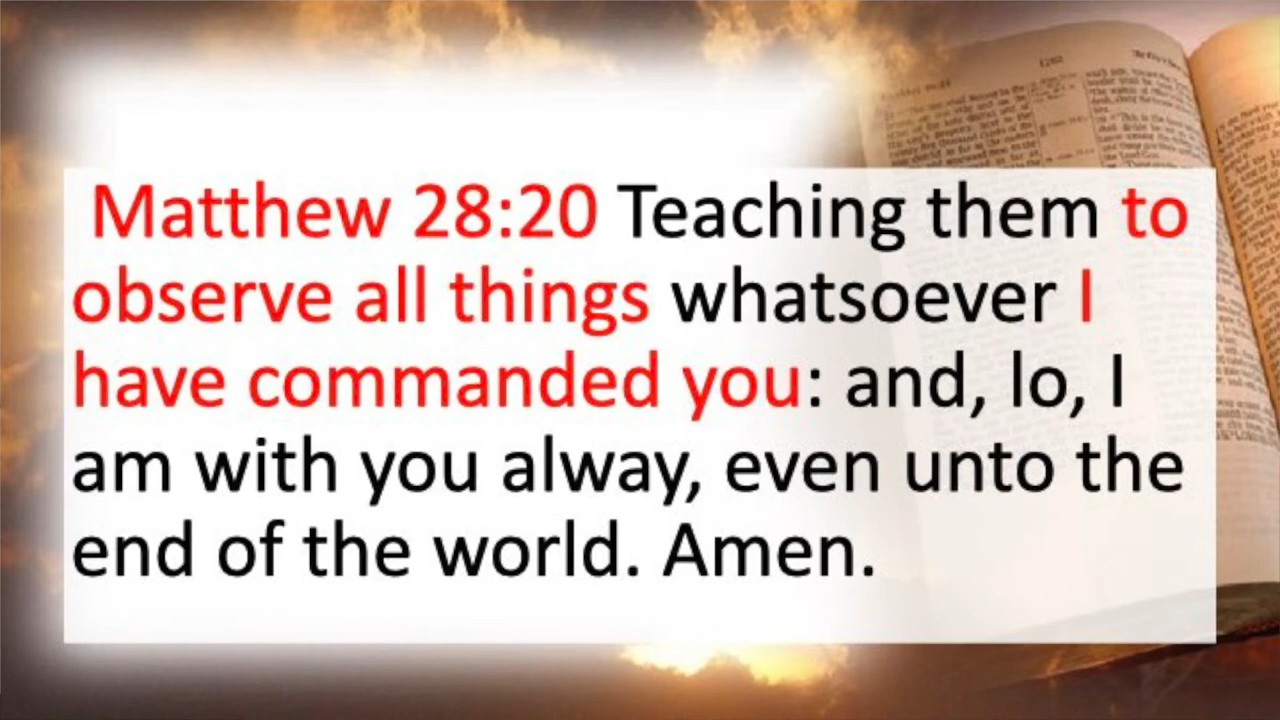 Matthew 28:20 Teaching them to
observe all things whatsoever I
have commanded you: and, lo, I
am with you alway, even unto the
end of the world. Amen.